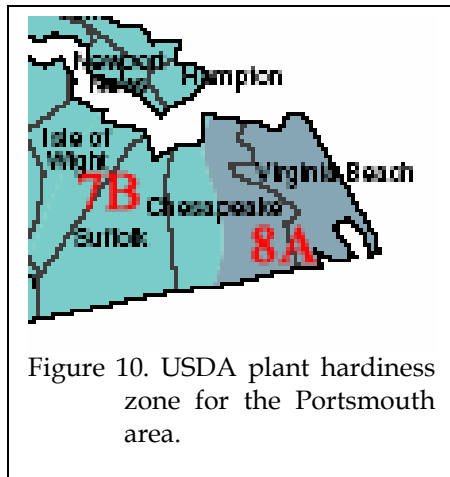 Newport
News
Hampton
Isle of
Wight
Virginia Beach
7B
Chesapeake
Suffolk
8A
Figure 10. USDA plant hardiness
zone for the Portsmouth
area.